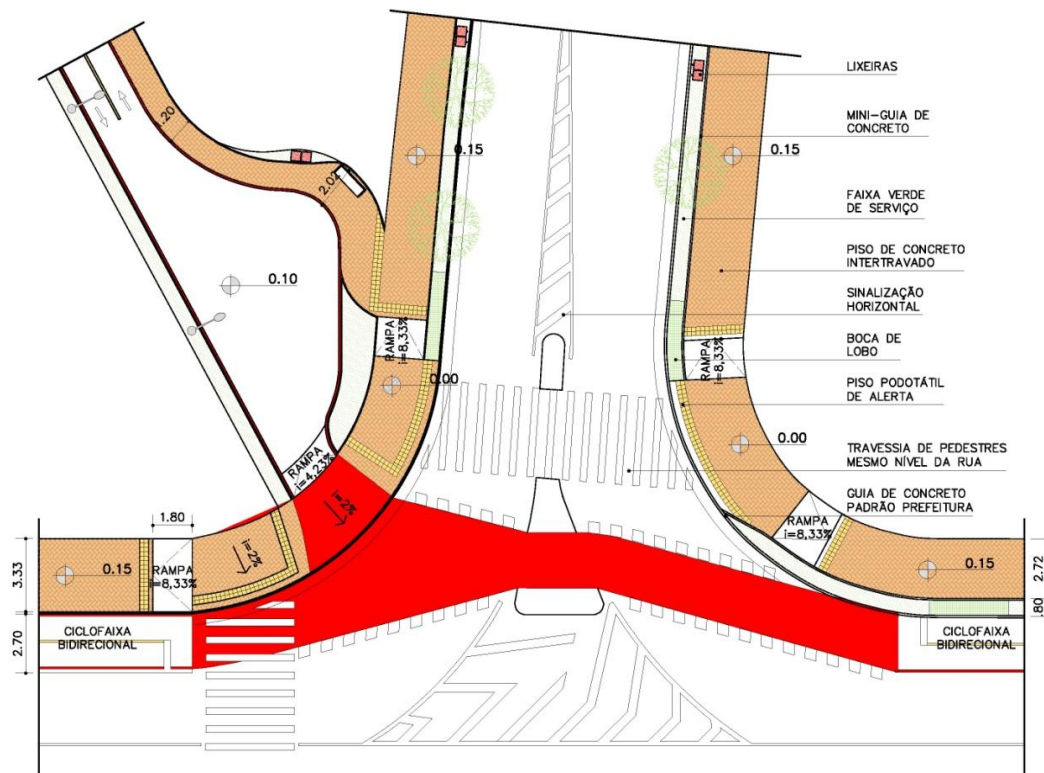 LIXEIRAS
MINI-GUIA DE
CONCRETO
FAIXA VERDE
DE SERVIÇO
PISO DE CONCRETO
INTERTRAVADO
SINALIZAÇÃO
HORIZONTAL
BOCA DE
LOBO
PISO PODOTÁTIL
DE ALERTA
TRAVESSIA DE PEDESTRES
MESMO NÍVEL DA RUA
GUIA DE CONCRETO
PADRÃO PREFEITURA
0.15
0.15
2.02
0.10
RAMPA
i=8,33%
RAMPA
i=8,33%
0.00
0.00
RAMPA
i=4,23%
i=2%
RAMPA
i=8,33%
1.80
i=2%
3.33
0.15
RAMPA
i=8,33%
0.15
2.72
.80
2.70
CICLOFAIXA
BIDIRECIONAL
CICLOFAIXA
BIDIRECIONAL